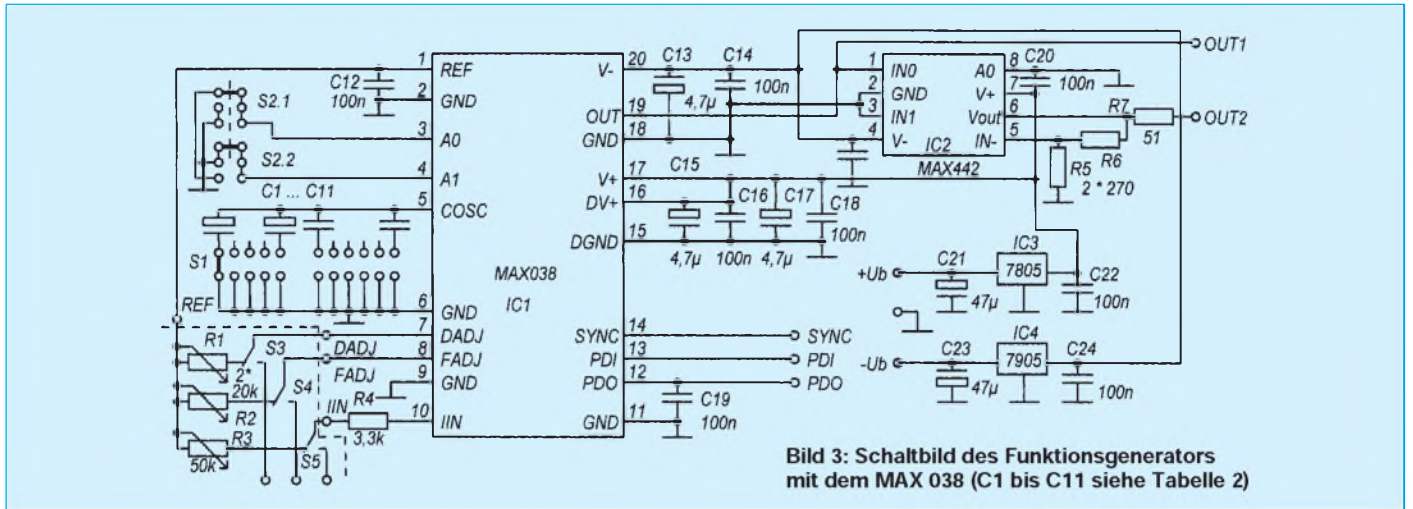 1
REF
C12
100n
2
GND
S2.1
3
A0
S2.2
4
A1
C1 ... C11
5
COSC
S1
REF
6
GND
7
DADJ
R1
S3
DADJ
8
FADJ
2*
20k
FADJ
9
GND
R2
S4
IIN
R4
10
IIN
R3
3,3k
50k
S5
MAX038
IC1
20
V-
C13
C14
4,7µ
100n
19
OUT
18
GND
17
V+
C15
16
DV+
C16
C17
C18
100n
15
DGND
4,7µ
100n
4,7µ
14
SYNC
SYNC
13
PDI
PDI
12
PDO
PDO
C19
100n
11
GND
OUT1
1
IN0
2
GND
3
IN1
4
V-
8
A0
C20
100n
7
V+
6
Vout
R7
51
OUT2
5
IN-
IC2
MAX442
R5
R6
2 * 270
IC3
+Ub
C21
7805
C22
47µ
100n
IC4
-Ub
C23
7905
C24
47µ
100n
Bild 3: Schaltbild des Funktionsgenerators
mit dem MAX 038 (C1 bis C11 siehe Tabelle 2)